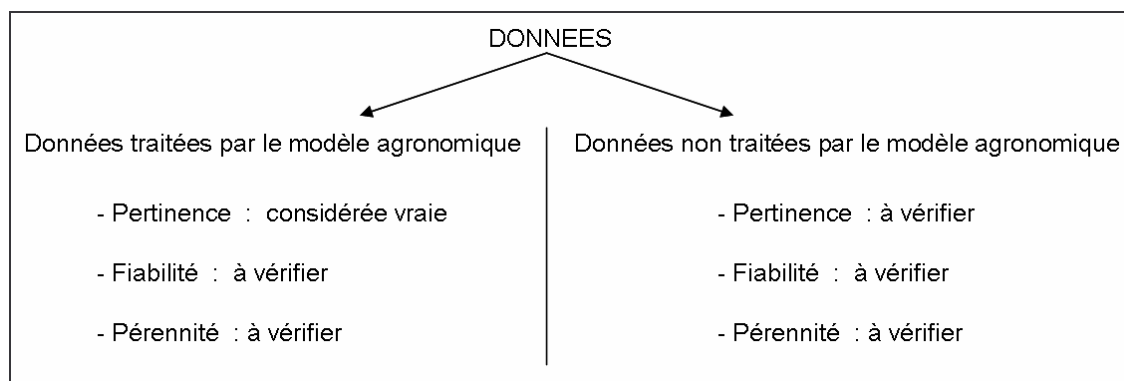 DONNEES
Données traitées par le modèle agronomique
- Pertinence : considérée vraie
- Fiabilité : à vérifier
- Pérennité : à vérifier
Données non traitées par le modèle agronomique
- Pertinence : à vérifier
- Fiabilité : à vérifier
- Pérennité : à vérifier